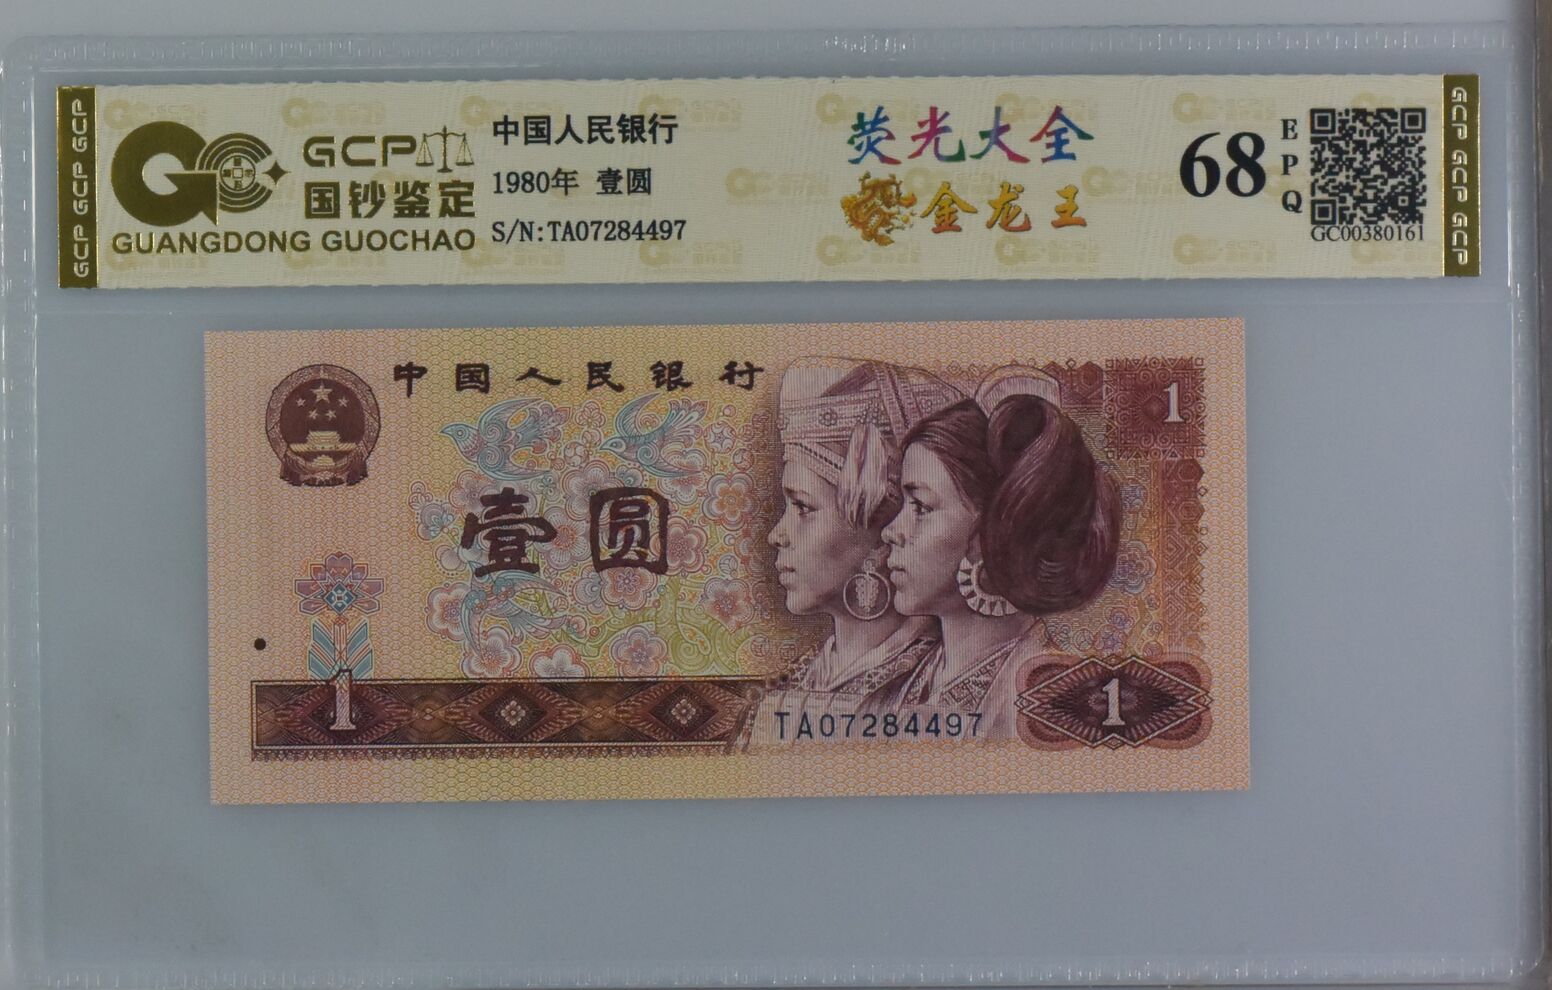 GCP
国钞鉴定
GUANGDONG GUOCHAO
中国人民银行
1980年 壹圆
S/N:TA07284497
荧光大全
金龙王
68
EPQ
GC00380161
GCP GCP GCP
GCP GCP GCP
中国人民银行
1
壹圆
1
TA07284497
1